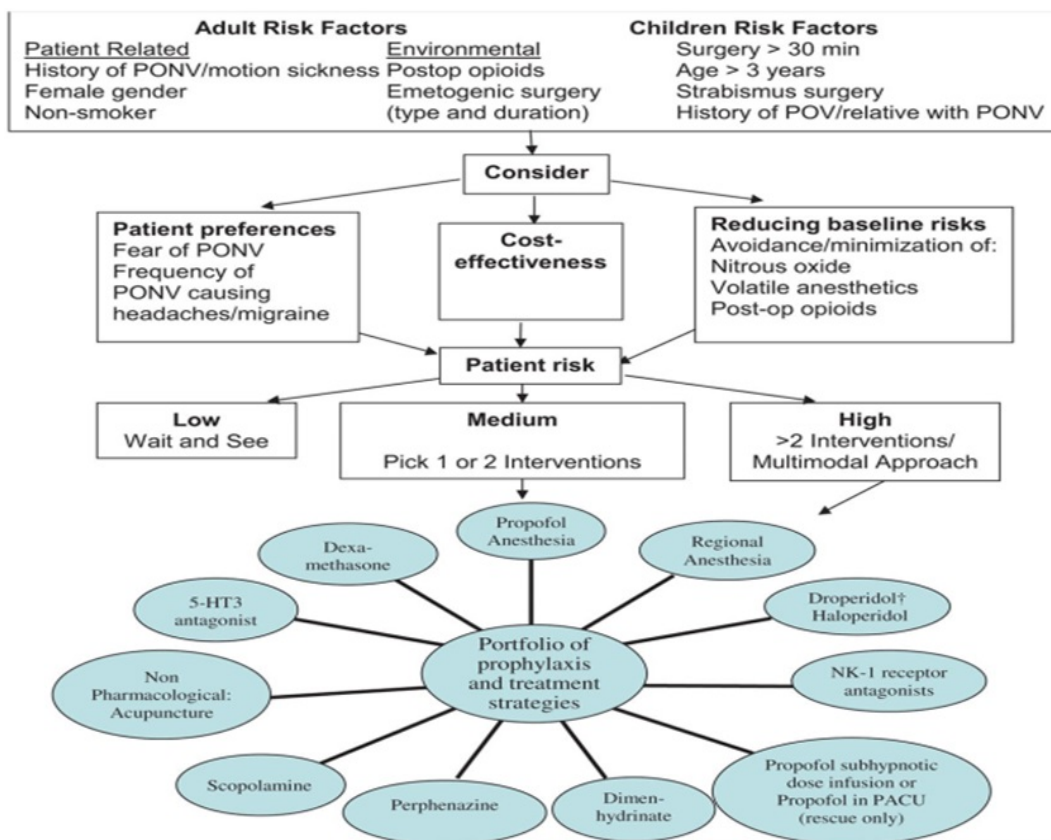 Adult Risk Factors
Children Risk Factors
Patient Related
History of PONV/motion sickness
Female gender
Non-smoker
Environmental
Postop opioids
Emetogenic surgery
(type and duration)
Surgery > 30 min
Age > 3 years
Strabismus surgery
History of POV/relative with PONV
Consider
Patient preferences
Fear of PONV
Frequency of
PONV causing
headaches/migraine
Cost-
effectiveness
Reducing baseline risks
Avoidance/minimization of:
Nitrous oxide
Volatile anesthetics
Post-op opioids
Patient risk
Low
Wait and See
Medium
Pick 1 or 2 Interventions
High
>2 Interventions/
Multimodal Approach
Propofol
Anesthesia
Dexa-
methasone
Regional
Anesthesia
5-HT3
antagonist
Droperidol†
Haloperidol
Portfolio of
prophylaxis
and treatment
strategies
Non
Pharmacological:
Acupuncture
NK-1 receptor
antagonists
Scopolamine
Perphenazine
Dimen-
hydrinate
Propofol subhypnotic
dose infusion or
Propofol in PACU
(rescue only)